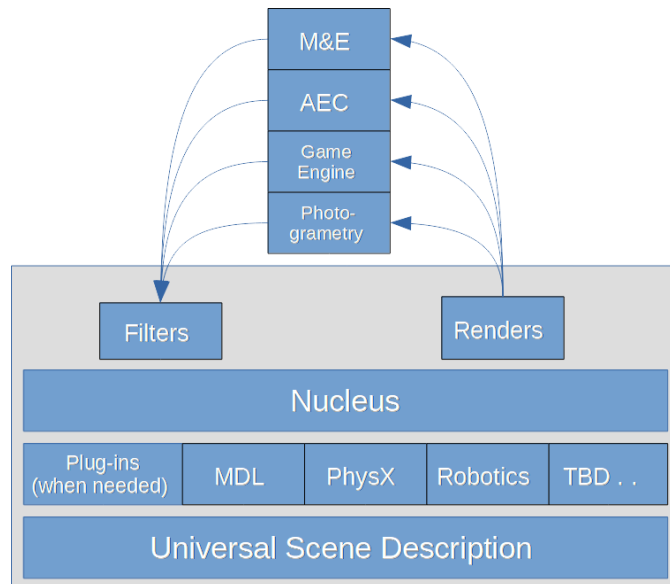 M&E
AEC
Game
Engine
Photo-
grametry
Filters
Renders
Nucleus
Plug-ins
(when needed)
MDL
PhysX
Robotics
TBD . .
Universal Scene Description